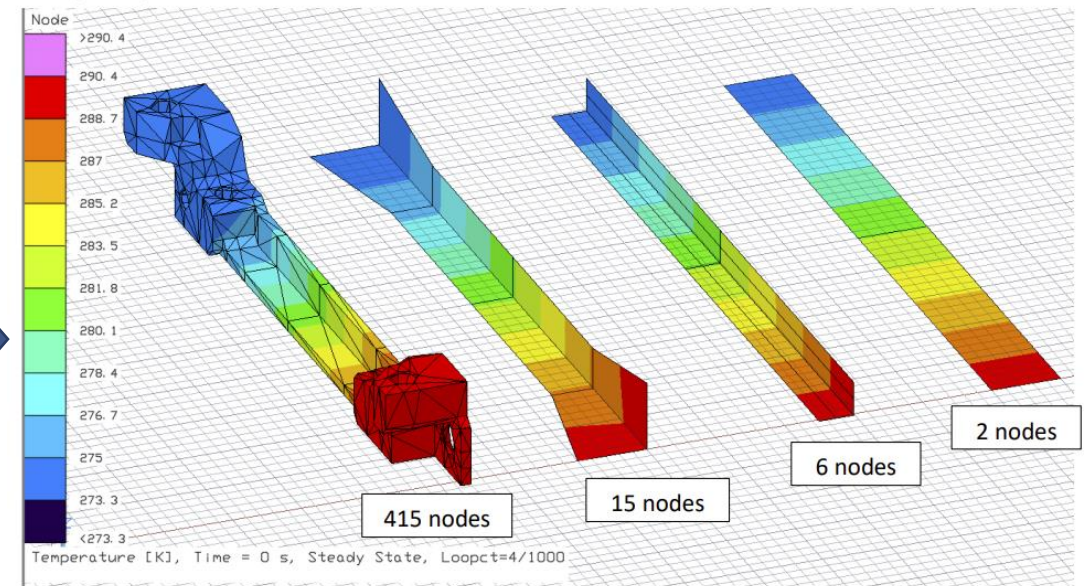 Node
>290.4
290.4
288.7
287
285.2
283.5
281.8
280.1
278.4
276.7
275
273.3
<273.3
415 nodes
15 nodes
6 nodes
2 nodes
Temperature [K], Time = 0 s, Steady State, Loopct=4/1000